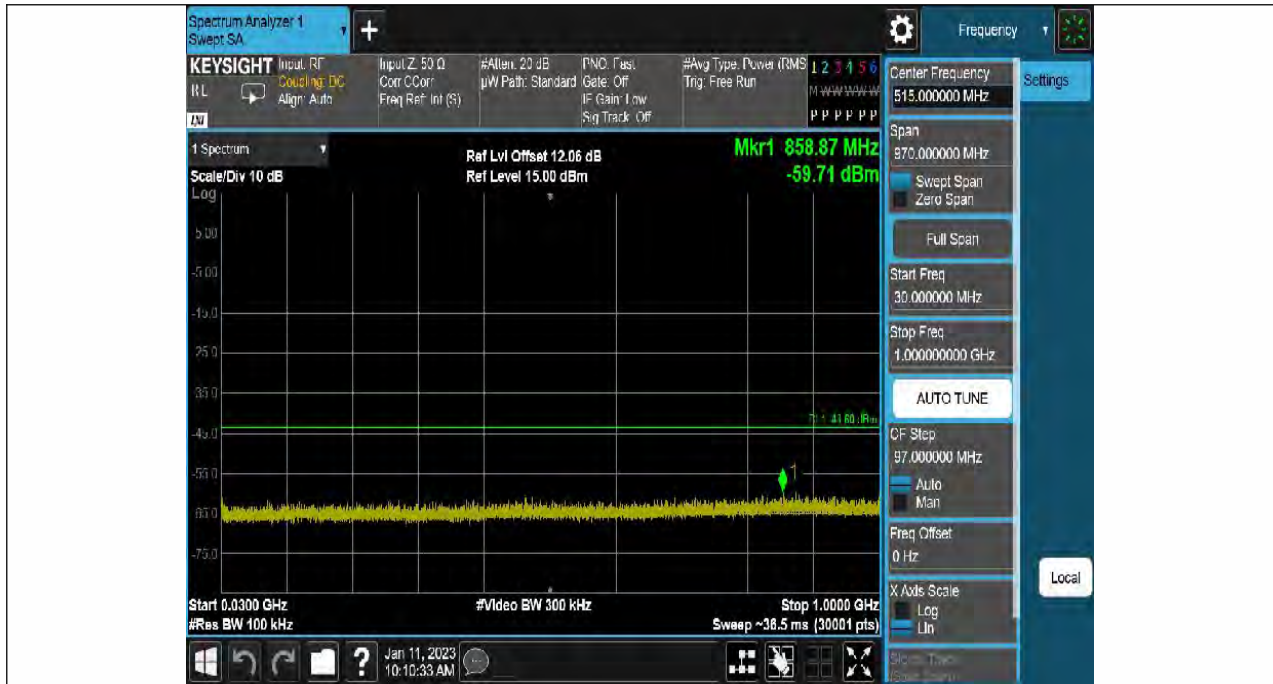 Spectrum Analyzer 1
Swept SA
+
Frequency
KEYSIGHT
RL
Input: RF
Coupling: DC
Align: Auto
Input Z: 50 Ω
Corr CCorr
Freq Ref: Int (S)
#Atten: 20 dB
µW Path: Standard
PNO: Fast
Gate: Off
IF Gain: Low
Sig Track: Off
#Avg Type: Power (RMS
Trig: Free Run
1 2 3 4 5 6
M W W W W W
P P P P P P
1 Spectrum
Scale/Div 10 dB
Log
Ref Lvl Offset 12.06 dB
Ref Level 15.00 dBm
Mkr1 858.87 MHz
-59.71 dBm
5.00
-5.00
-15.0
-25.0
-35.0
-45.0
-55.0
-65.0
-75.0
1
Start 0.0300 GHz
#Res BW 100 kHz
#Video BW 300 kHz
Stop 1.0000 GHz
Sweep ~36.5 ms (30001 pts)
Center Frequency
515.000000 MHz
Settings
Span
970.000000 MHz
Swept Span
Zero Span
Full Span
Start Freq
30.000000 MHz
Stop Freq
1.000000000 GHz
AUTO TUNE
CF Step
97.000000 MHz
Auto
Man
Freq Offset
0 Hz
X Axis Scale
Log
Lin
Local
?
Jan 11, 2023
10:10:33 AM